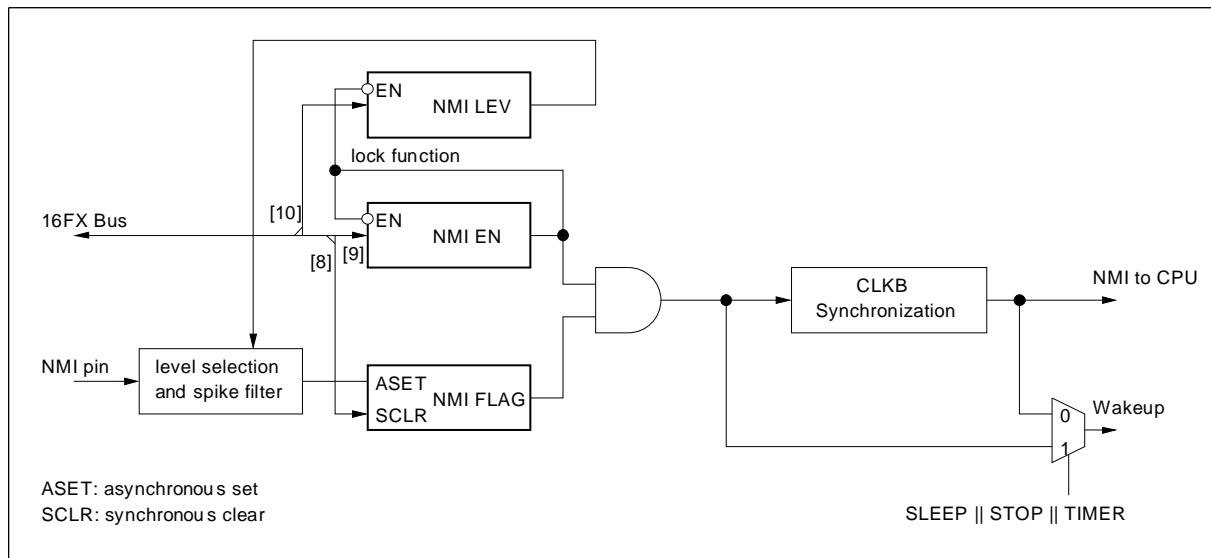 EN
NMI LEV
lock function
16FX Bus
[10]
EN
NMI EN
[8]
[9]
CLKB
Synchronization
NMI to CPU
NMI pin
level selection
and spike filter
ASET
SCLR
NMI FLAG
0
1
Wakeup
ASET: asynchronous set
SCLR: synchronous clear
SLEEP || STOP || TIMER